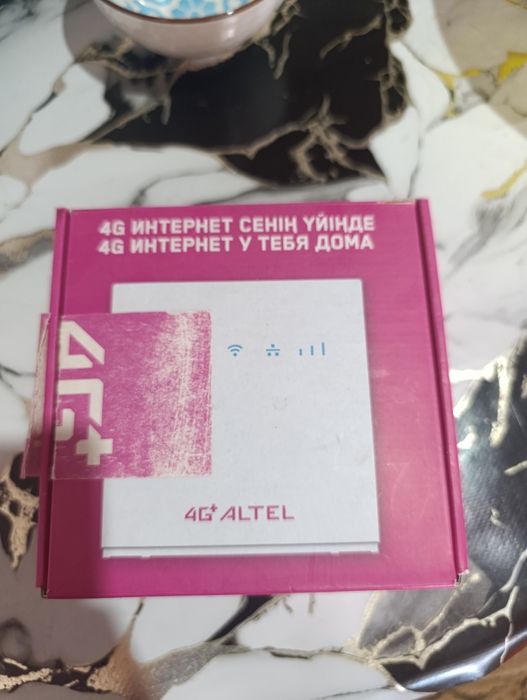 4G ИНТЕРНЕТ СЕНІҢ ҮЙІҢДЕ
4G ИНТЕРНЕТ У ТЕБЯ ДОМА
4G+
4G+ ALTEL